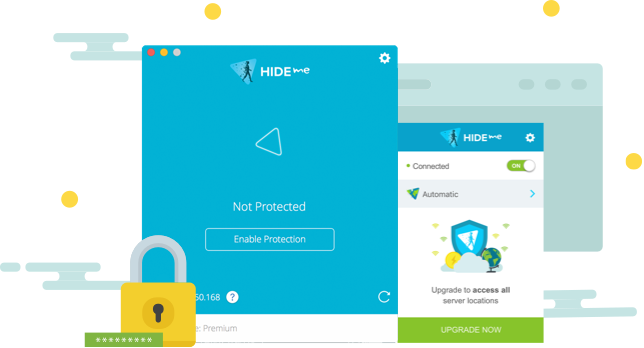 HIDE me
Not Protected
Enable Protection
60.168 ?
e: Premium
HIDE me
Connected
ON
Automatic
Upgrade to access all
server locations
UPGRADE NOW
*********